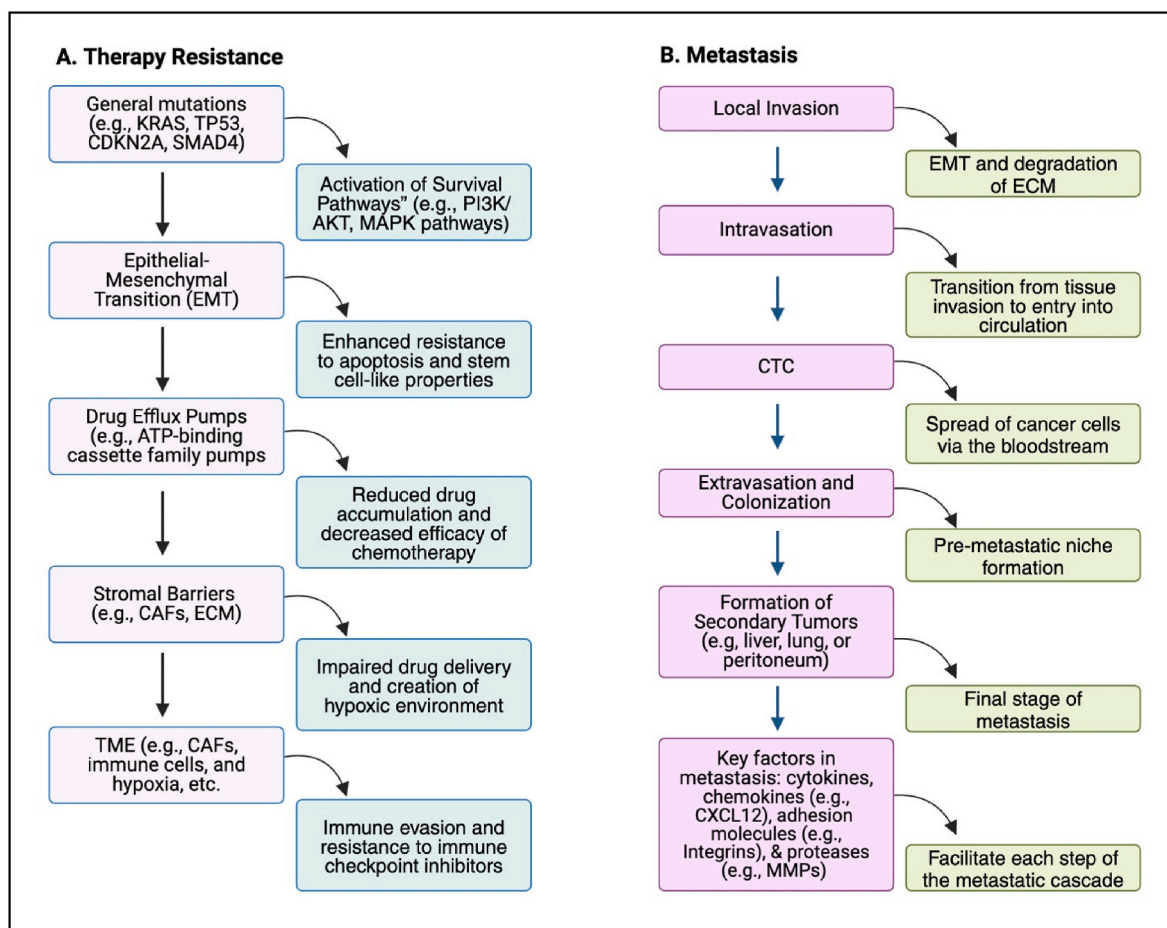 A. Therapy Resistance
General mutations
(e.g., KRAS, TP53,
CDKN2A, SMAD4)
Activation of Survival
Pathways” (e.g., PI3K/
AKT, MAPK pathways)
Epithelial-
Mesenchymal
Transition (EMT)
Enhanced resistance
to apoptosis and stem
cell-like properties
Drug Efflux Pumps
(e.g., ATP-binding
cassette family pumps
Reduced drug
accumulation and
decreased efficacy of
chemotherapy
Stromal Barriers
(e.g., CAFs, ECM)
Impaired drug delivery
and creation of
hypoxic environment
TME (e.g., CAFs,
immune cells, and
hypoxia, etc.
Immune evasion and
resistance to immune
checkpoint inhibitors
B. Metastasis
Local Invasion
EMT and degradation
of ECM
Intravasation
Transition from tissue
invasion to entry into
circulation
CTC
Spread of cancer cells
via the bloodstream
Extravasation and
Colonization
Pre-metastatic niche
formation
Formation of
Secondary Tumors
(e.g, liver, lung, or
peritoneum)
Final stage of
metastasis
Key factors in
metastasis: cytokines,
chemokines (e.g.,
CXCL12), adhesion
molecules (e.g.,
Integrins), & proteases
(e.g., MMPs)
Facilitate each step of
the metastatic cascade